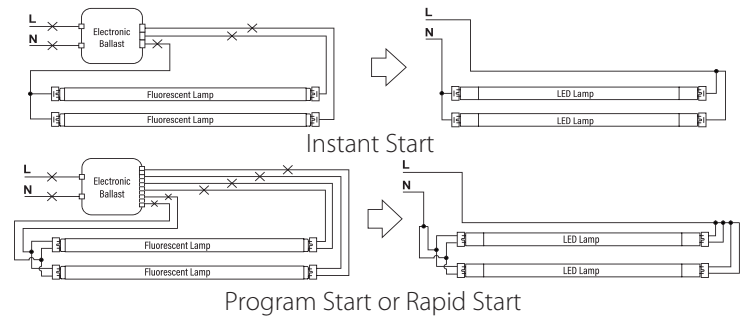 L
N
Electronic
Ballast
Fluorescent Lamp
Fluorescent Lamp
L
N
LED Lamp
LED Lamp
Instant Start
L
N
Electronic
Ballast
Fluorescent Lamp
Fluorescent Lamp
L
N
LED Lamp
LED Lamp
Program Start or Rapid Start